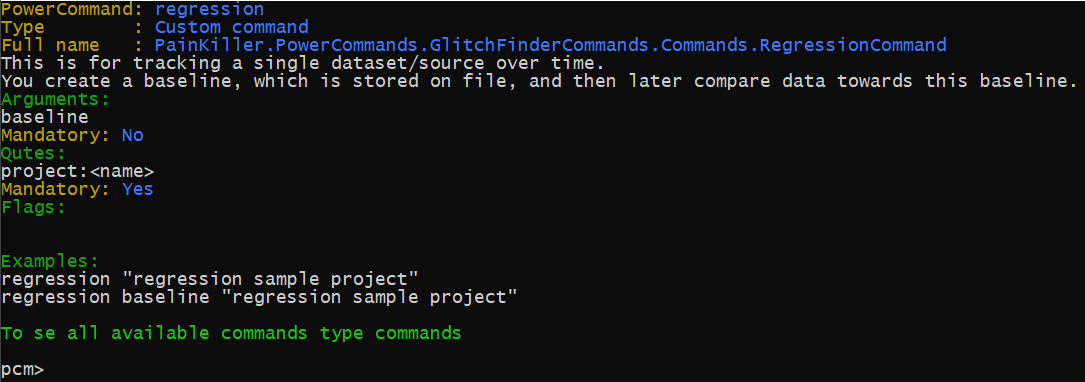 PowerCommand: regression
Type        : Custom command
Full name   : PainKiller.PowerCommands.GlitchFinderCommands.Commands.RegressionCommand
This is for tracking a single dataset/source over time.
You create a baseline, which is stored on file, and then later compare data towards this baseline.
Arguments:
baseline
Mandatory: No
Qutes:
project:<name>
Mandatory: Yes
Flags:
Examples:
regression "regression sample project"
regression baseline "regression sample project"
To se all available commands type commands
pcm>